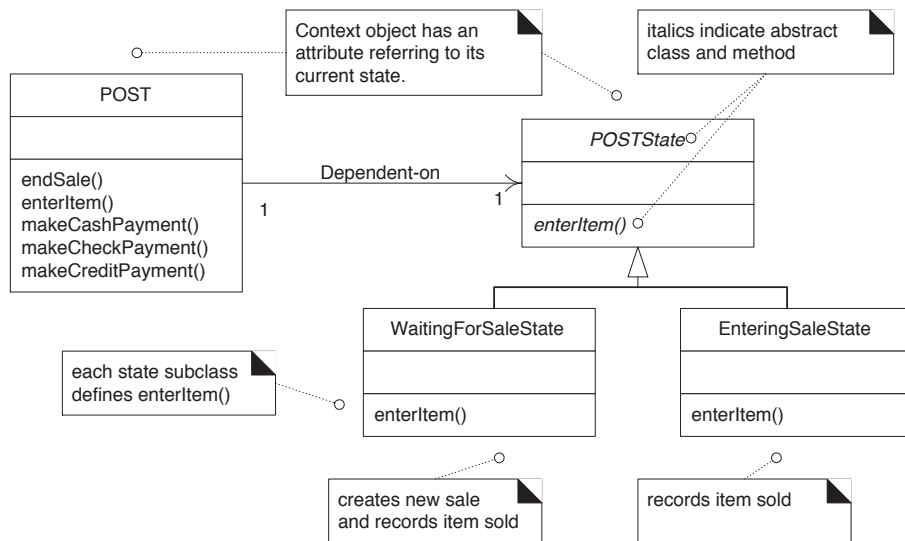 Context object has an
attribute referring to its
current state.
italics indicate abstract
class and method
POST
endSale()
enterItem()
makeCashPayment()
makeCheckPayment()
makeCreditPayment()
Dependent-on
1
1
POSTState
enterItem()
WaitingForSaleState
enterItem()
EnteringSaleState
enterItem()
each state subclass
defines enterItem()
creates new sale
and records item sold
records item sold